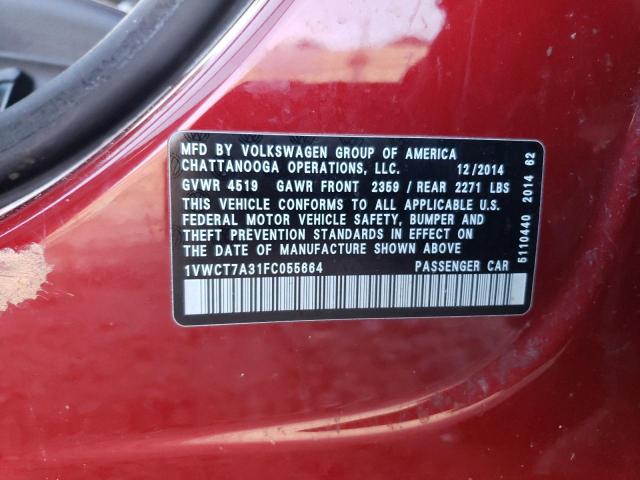 MFD BY VOLKSWAGEN GROUP OF AMERICA
CHATTANOOGA OPERATIONS, LLC. 12/2014
GVWR 4519 GAWR FRONT 2359 / REAR 2271 LBS
THIS VEHICLE CONFORMS TO ALL APPLICABLE U.S.
FEDERAL MOTOR VEHICLE SAFETY, BUMPER AND
THEFT PREVENTION STANDARDS IN EFFECT ON
THE DATE OF MANUFACTURE SHOWN ABOVE
1VWCT7A31FC055664 PASSENGER CAR
5110440 2014 62